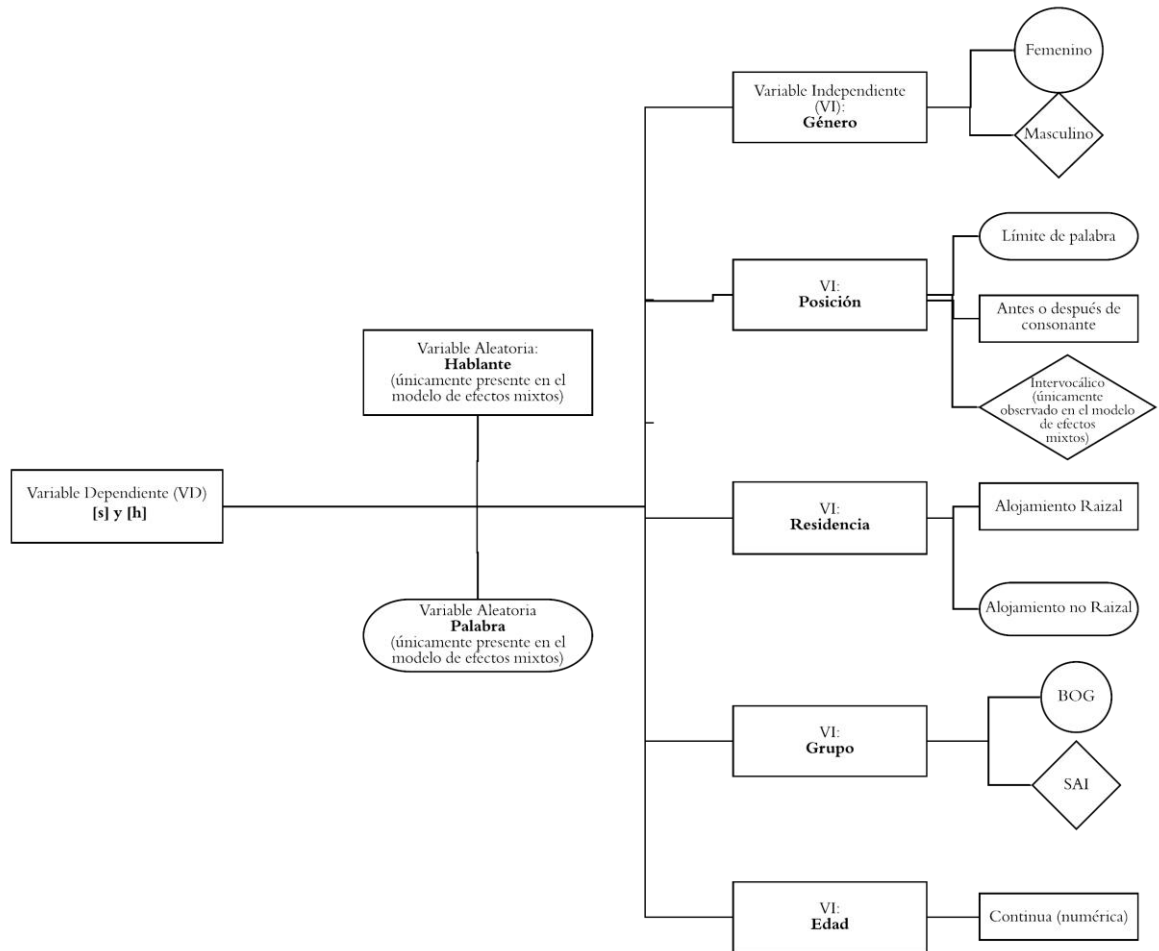 Femenino
Variable Independiente
(VI):
Género
Masculino
Límite de palabra
VI:
Posición
Antes o después de
consonante
Variable Aleatoria:
Hablante
(únicamente presente en el
modelo de efectos mixtos)
Intervocálico
(únicamente
observado en el modelo
de efectos
mixtos)
Variable Dependiente (VD)
[s] y [h]
VI:
Residencia
Alojamiento Raizal
Variable Aleatoria
Palabra
(únicamente presente en el
modelo de efectos mixtos)
Alojamiento no Raizal
BOG
VI:
Grupo
SAI
VI:
Edad
Continua (numérica)